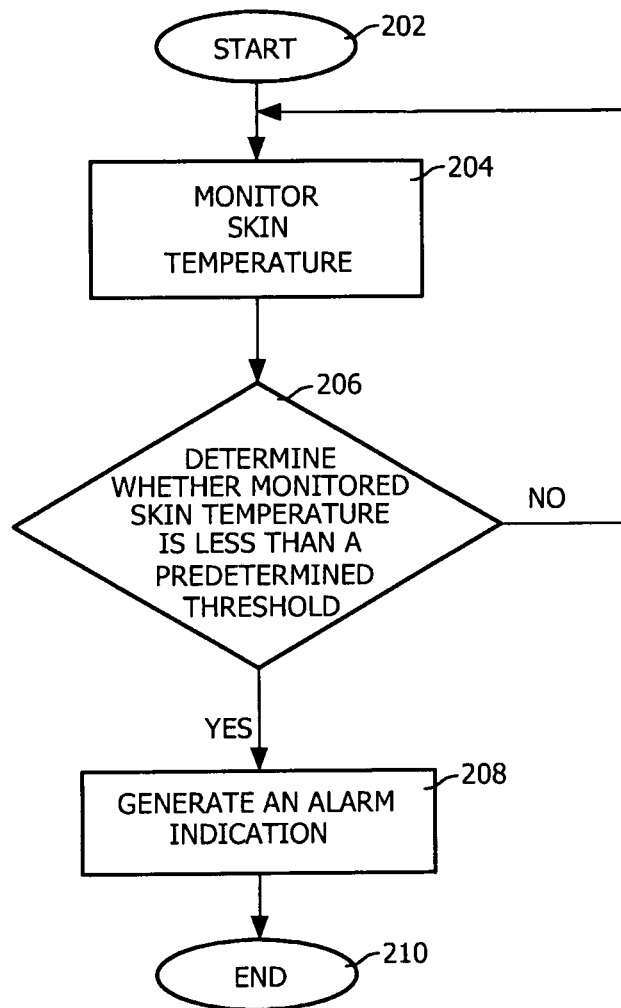 START
202
MONITOR
SKIN
TEMPERATURE
204
206
DETERMINE
WHETHER MONITORED
SKIN TEMPERATURE
IS LESS THAN A
PREDETERMINED
THRESHOLD
NO
YES
208
GENERATE AN ALARM
INDICATION
END
210